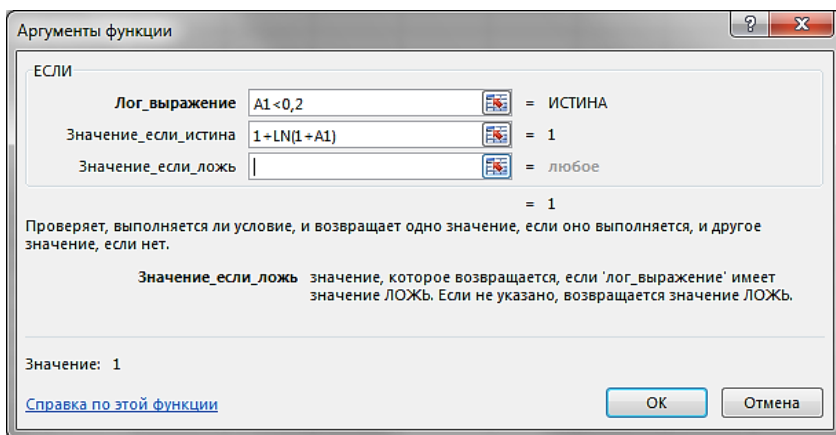 Аргументы функции
ЕСЛИ
Лог_выражение A1<0,2 = ИСТИНА
Значение_если_истина 1+LN(1+A1) = 1
Значение_если_ложь = любое
= 1
Проверяет, выполняется ли условие, и возвращает одно значение, если оно выполняется, и другое
значение, если нет.
Значение_если_ложь значение, которое возвращается, если 'лог_выражение' имеет
значение ЛОЖЬ. Если не указано, возвращается значение ЛОЖЬ.
Значение: 1
Справка по этой функции ОК Отмена